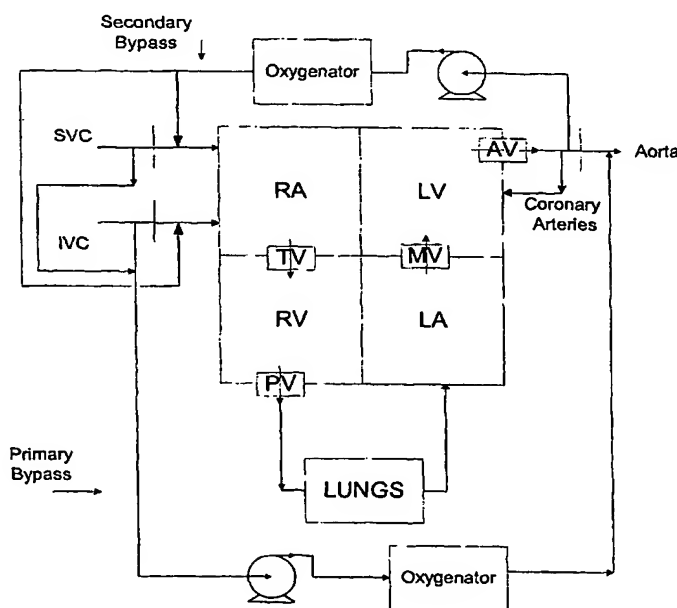 Secondary
Bypass
Oxygenator
SVC
AV
Aorta
RA
LV
Coronary
Arteries
IVC
TV
MV
RV
LA
PV
Primary
Bypass
LUNGS
Oxygenator